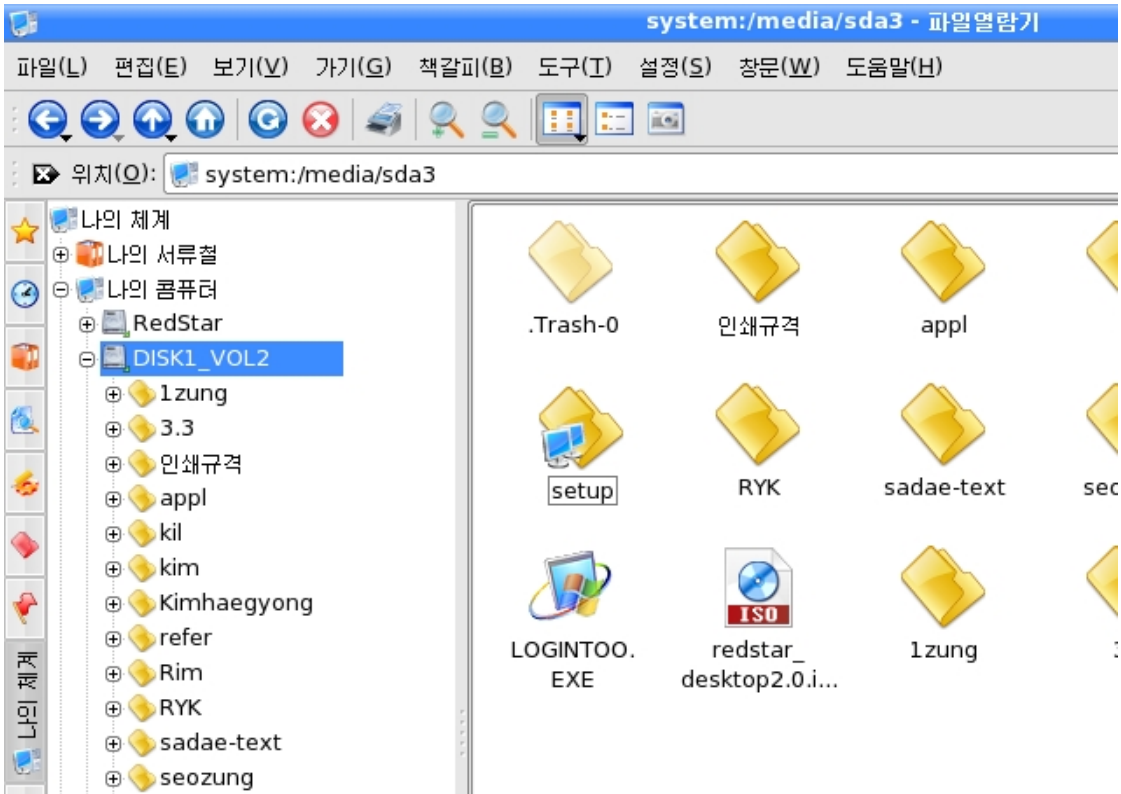 system:/media/sda3 - 파일열람기
파일(L) 편집(E) 보기(V) 가기(G) 책갈피(B) 도구(T) 설정(S) 창문(W) 도움말(H)
위치(O): system:/media/sda3
나의 체계
나의 서류철
나의 콤퓨터
RedStar
DISK1_VOL2
1zung
3.3
인쇄규격
appl
kil
kim
Kimhaegyong
refer
Rim
RYK
sadae-text
seozung
나의 체계
.Trash-0 인쇄규격 appl
setup RYK sadae-text seo
LOGINTOO. redstar_ 1zung
EXE desktop2.0.i...
ISO